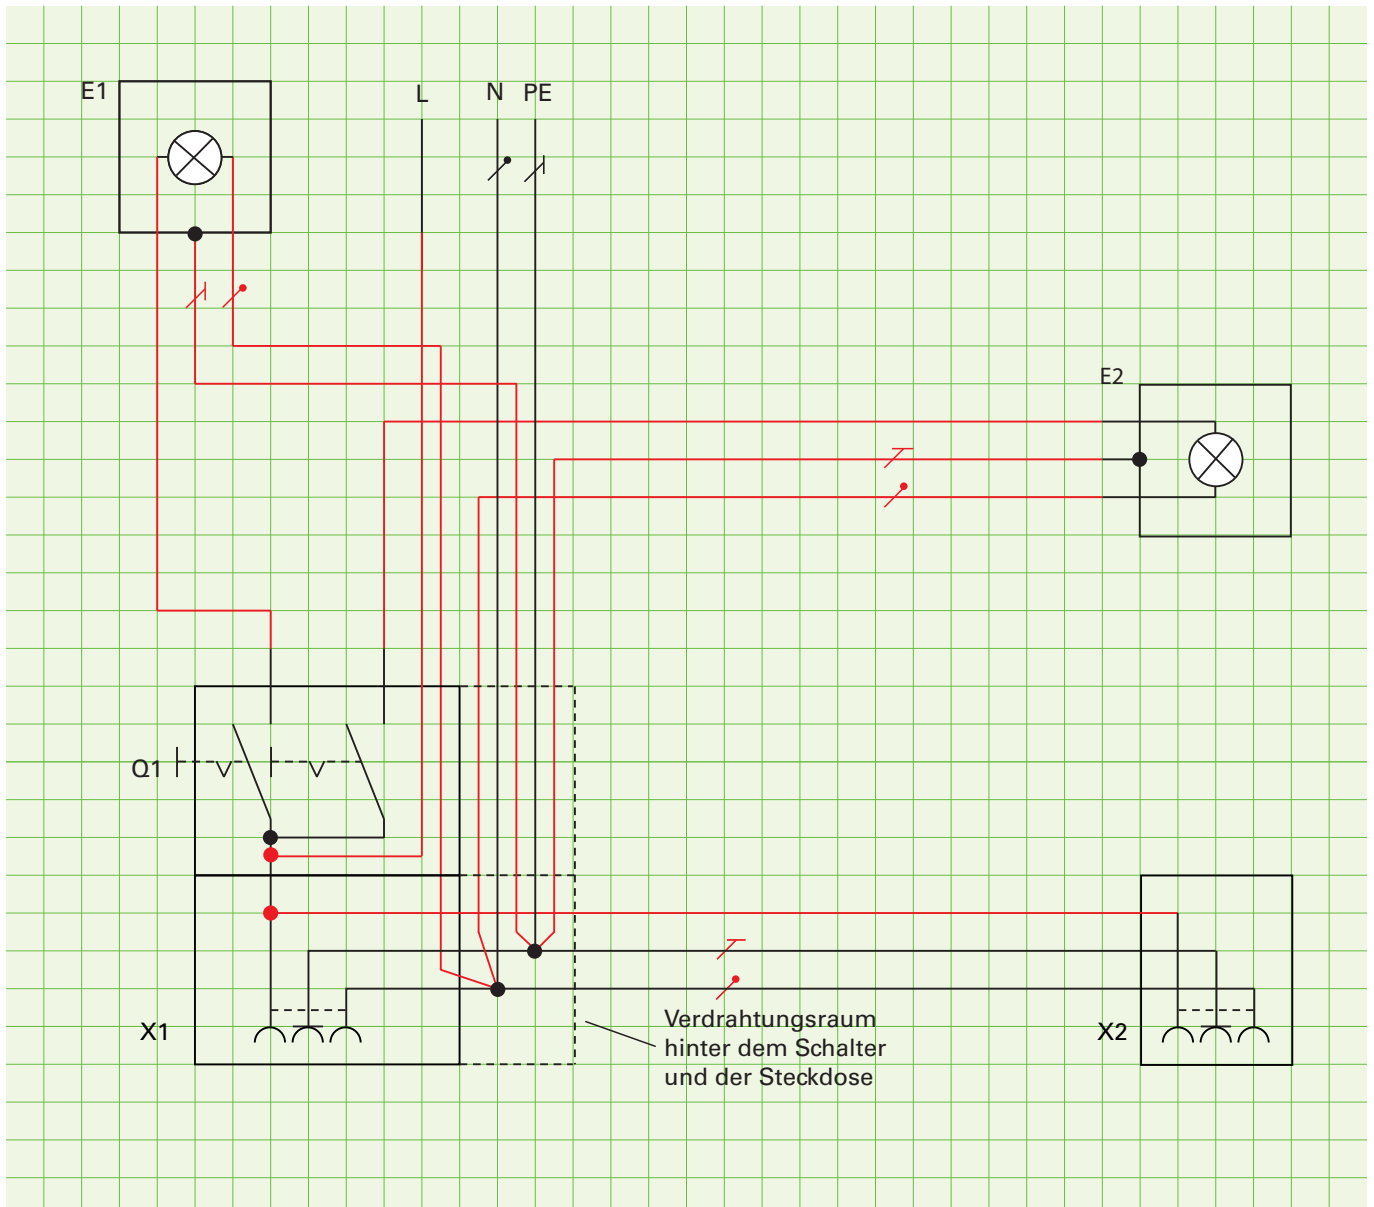 E1
L
N
PE
E2
Q1
X1
Verdrahtungsraum
hinter dem Schalter
und der Steckdose
X2